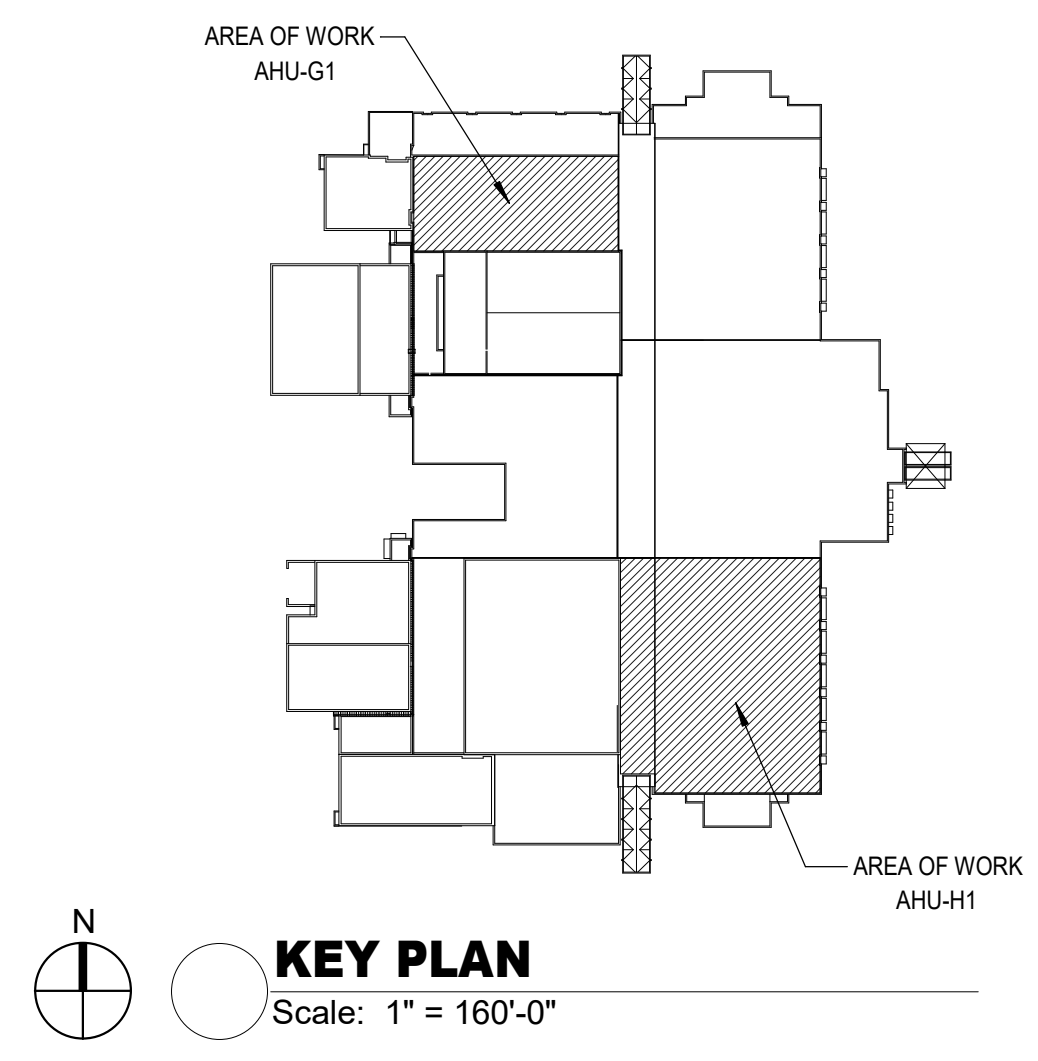 AREA OF WORK
AHU-G1
AREA OF WORK
AHU-H1
N
KEY PLAN
Scale: 1" = 160'-0"